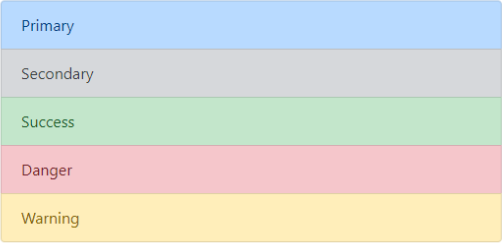 Primary
Secondary
Success
Danger
Warning